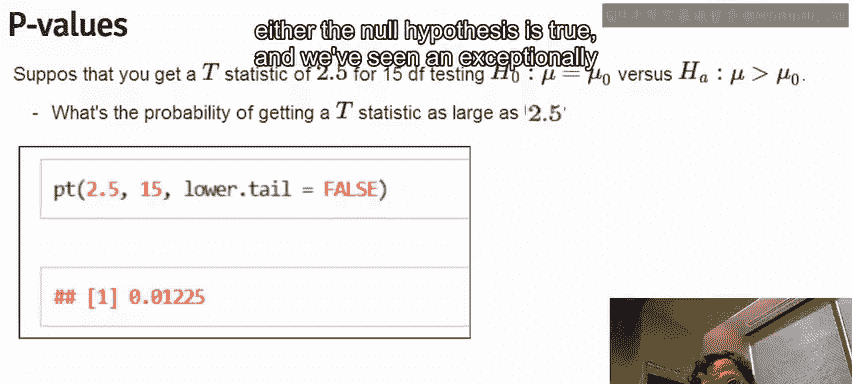 P-values
either the null hypothesis is true,
and we've seen an exceptionally
Suppos that you get a T statistic of 2.5 for 15 df testing H₀ : μ = μ₀ versus Hₐ : μ > μ₀.
- What's the probability of getting a T statistic as large as '2.5'
pt(2.5, 15, lower.tail = FALSE)
## [1] 0.01225